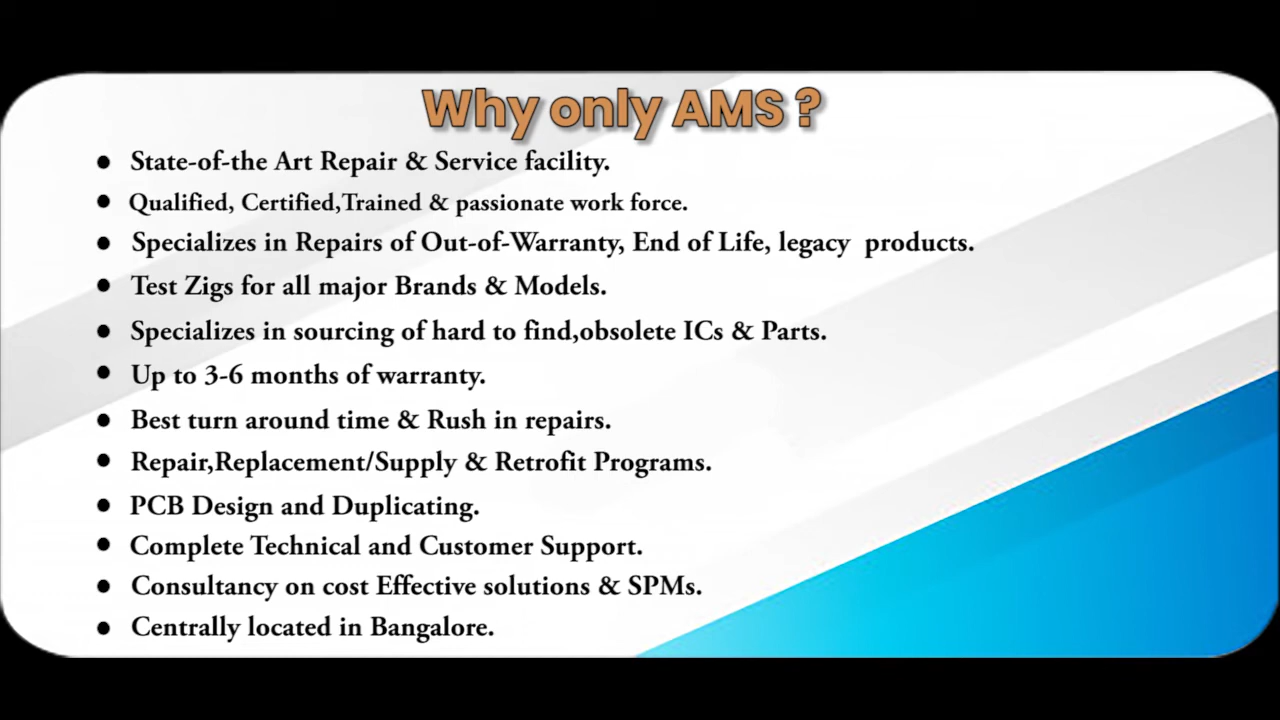 Why only AMS ?
● State-of-the Art Repair & Service facility.
● Qualified, Certified,Trained & passionate work force.
● Specializes in Repairs of Out-of-Warranty, End of Life, legacy  products.
● Test Zigs for all major Brands & Models.
● Specializes in sourcing of hard to find,obsolete ICs & Parts.
● Up to 3-6 months of warranty.
● Best turn around time & Rush in repairs.
● Repair,Replacement/Supply & Retrofit Programs.
● PCB Design and Duplicating.
● Complete Technical and Customer Support.
● Consultancy on cost Effective solutions & SPMs.
● Centrally located in Bangalore.